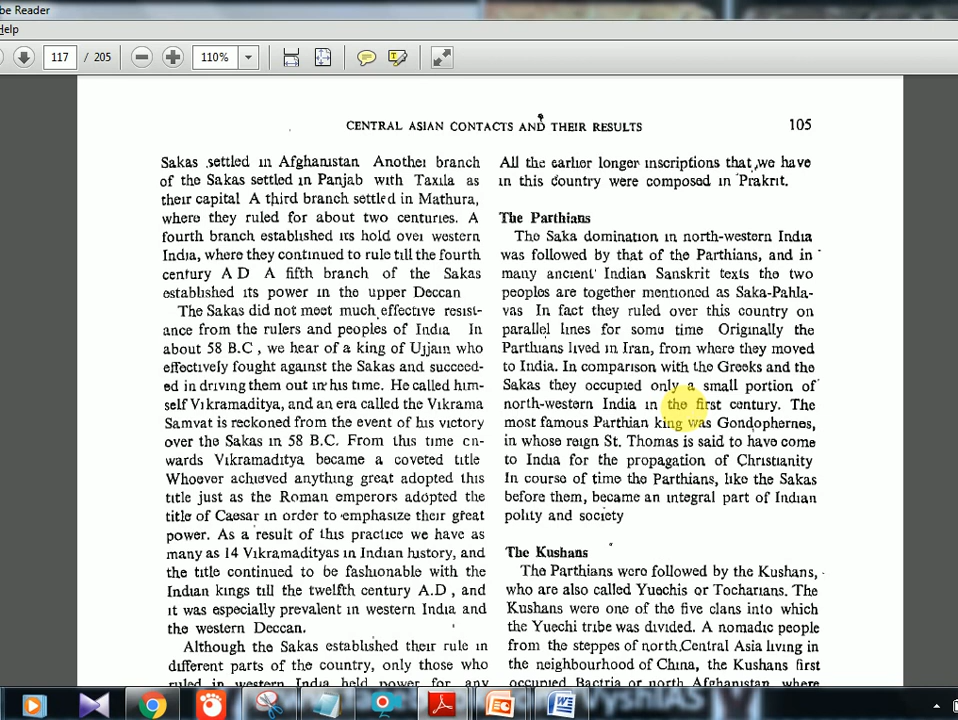 be Reader
Help
117 / 205 110%
CENTRAL ASIAN CONTACTS AND THEIR RESULTS 105
Sakas settled in Afghanistan Another branch
of the Sakas settled in Panjab with Taxila as
their capital A third branch settled in Mathura,
where they ruled for about two centuries. A
fourth branch established its hold over western
India, where they continued to rule till the fourth
century A D A fifth branch of the Sakas
established its power in the upper Deccan
The Sakas did not meet much effective resist-
ance from the rulers and peoples of India In
about 58 B.C , we hear of a king of Ujjain who
effectively fought against the Sakas and succeed-
ed in driving them out in his time. He called him-
self Vikramaditya, and an era called the Vikrama
Samvat is reckoned from the event of his victory
over the Sakas in 58 B.C. From this time on-
wards Vikramaditya became a coveted title
Whoever achieved anything great adopted this
title just as the Roman emperors adopted the
title of Caesar in order to emphasize their great
power. As a result of this practice we have as
many as 14 Vikramadityas in Indian history, and
the title continued to be fashionable with the
Indian kings till the twelfth century A.D , and
it was especially prevalent in western India and
the western Deccan.
Although the Sakas established their rule in
different parts of the country, only those who
ruled in western India held power for any
All the earlier longer inscriptions that we have
in this country were composed in Prakrit.
The Parthians
The Saka domination in north-western India
was followed by that of the Parthians, and in
many ancient Indian Sanskrit texts the two
peoples are together mentioned as Saka-Pahla-
vas In fact they ruled over this country on
parallel lines for some time Originally the
Parthians lived in Iran, from where they moved
to India. In comparison with the Greeks and the
Sakas they occupied only a small portion of
north-western India in the first century. The
most famous Parthian king was Gondophernes,
in whose reign St. Thomas is said to have come
to India for the propagation of Christianity
In course of time the Parthians, like the Sakas
before them, became an integral part of Indian
polity and society
The Kushans
The Parthians were followed by the Kushans,
who are also called Yuechis or Tocharians. The
Kushans were one of the five clans into which
the Yuechi tribe was divided. A nomadic people
from the steppes of north Central Asia living in
the neighbourhood of China, the Kushans first
occupied Bactria or north Afghanistan where